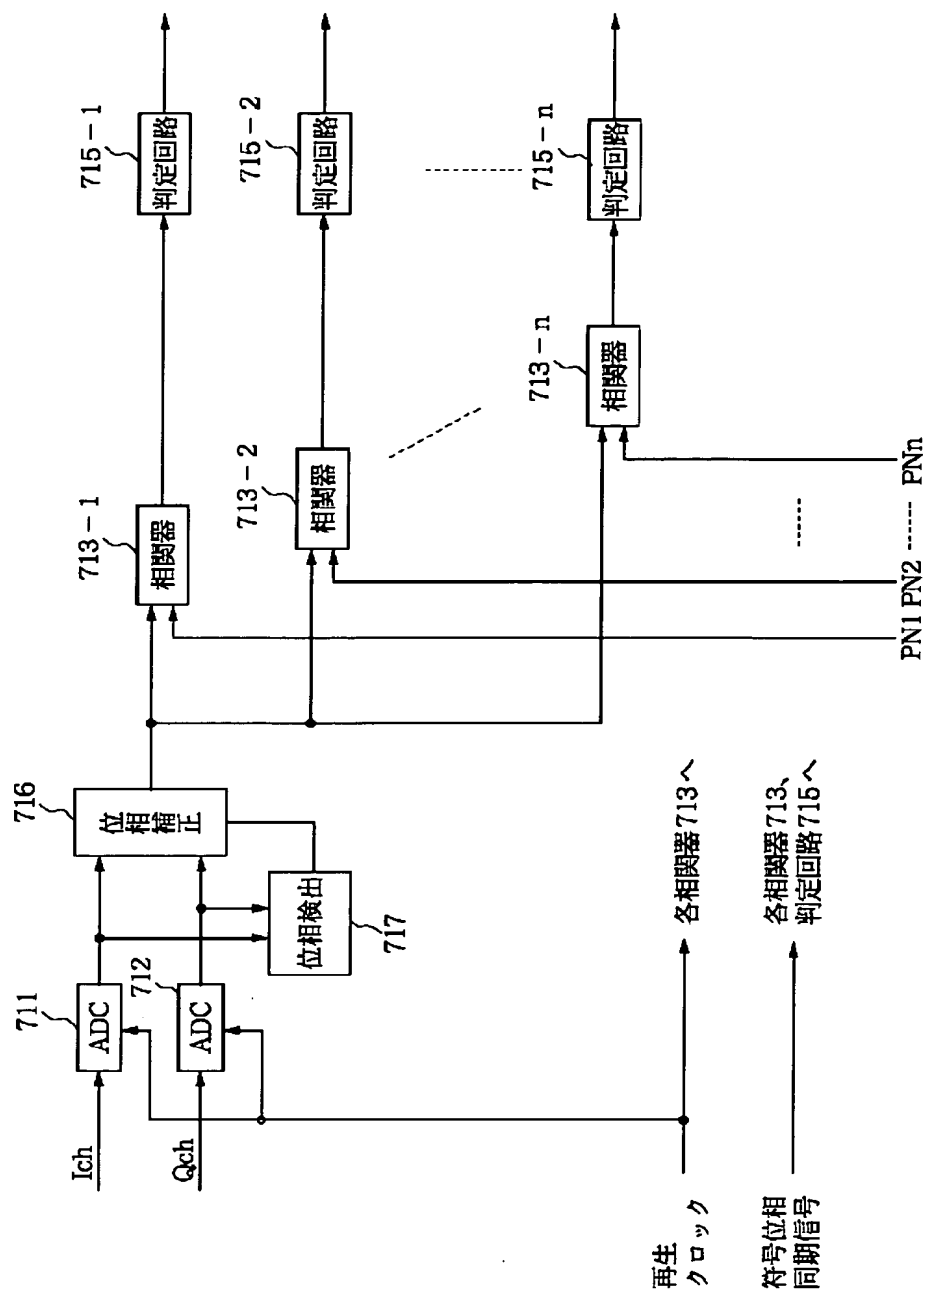 Ich
Qch
711
ADC
712
ADC
716
位相補正
位相検出
717
713－1
相関器
713－2
相関器
713－n
相関器
715－1
判定回路
715－2
判定回路
715－n
判定回路
PN1
PN2
PNn
再生
クロック
各相関器713へ
符号位相
同期信号
各相関器713、
判定回路715へ